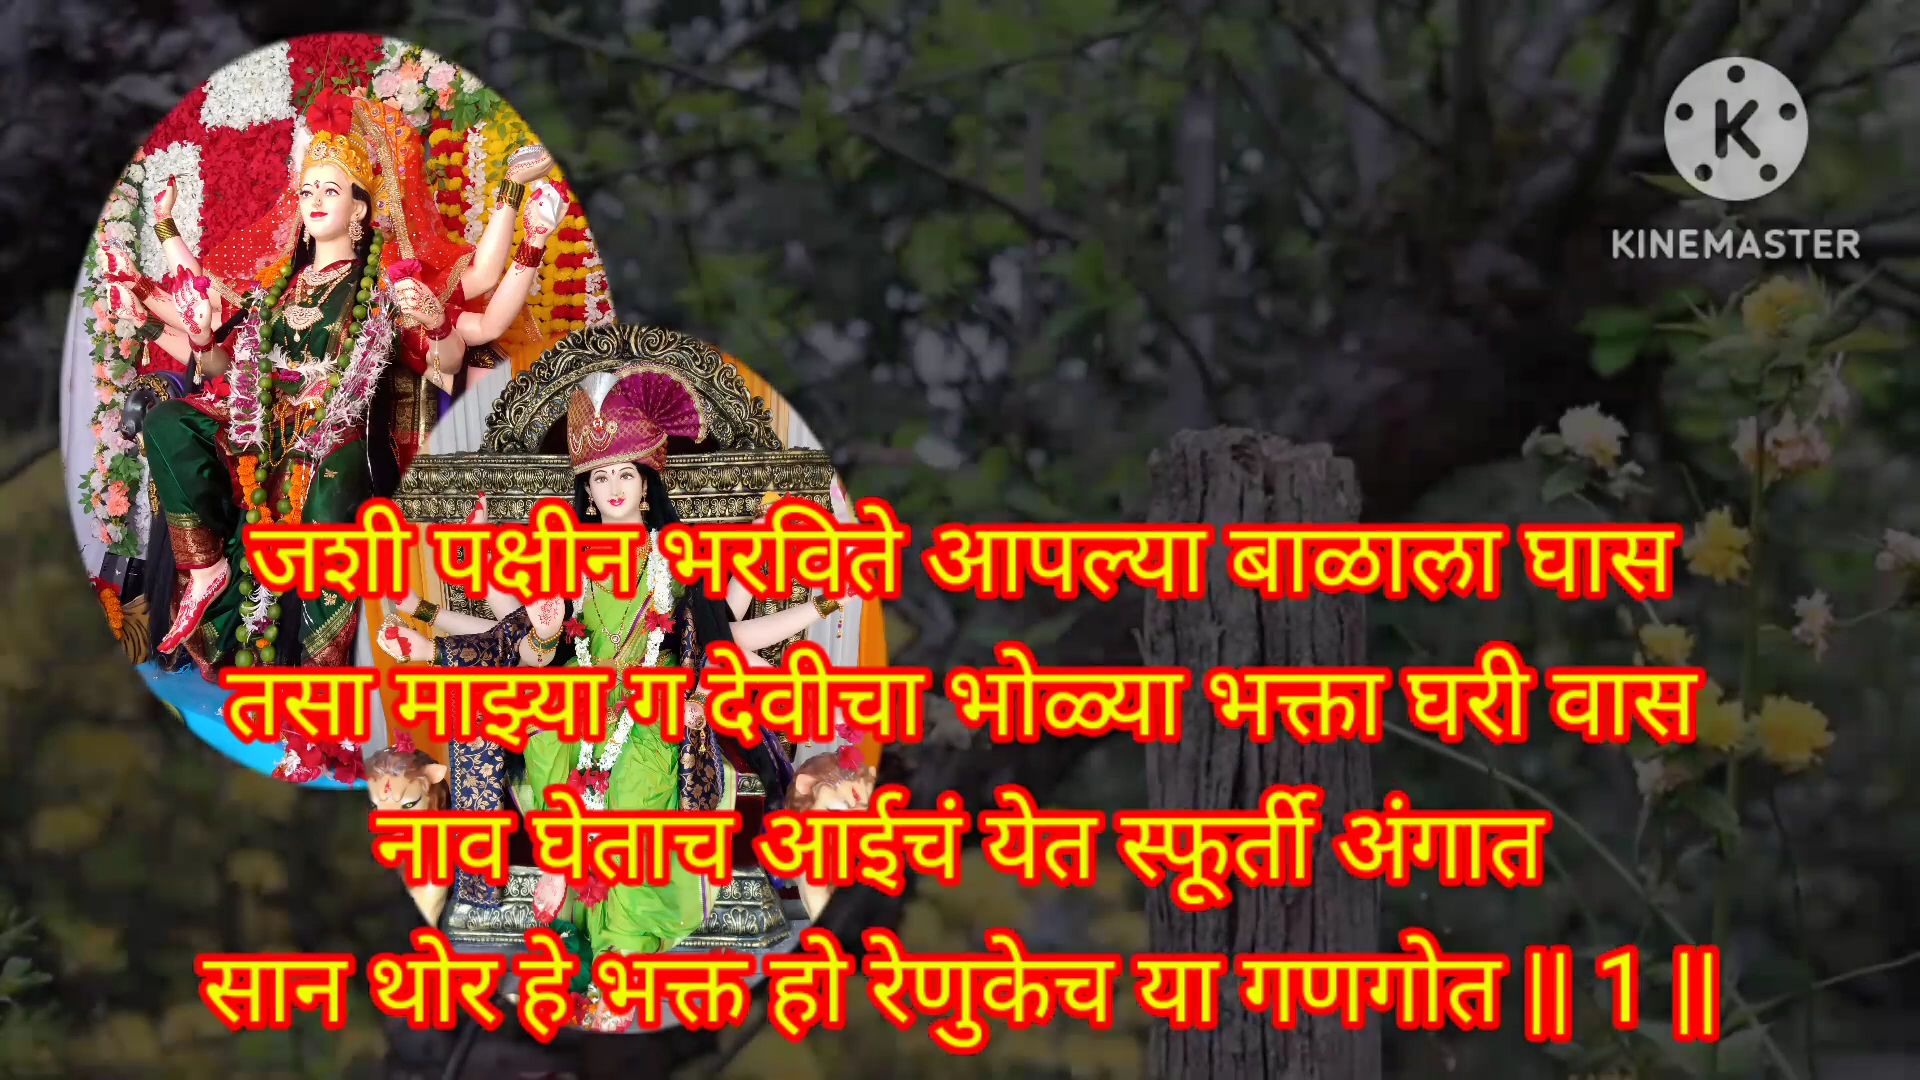 KINEMASTER
जशी पक्षीन भरविते आपल्या बाळाला घास
तसा माझ्या ग देवीचा भोळ्या भक्ता घरी वास
नाव घेताच आईचं येत स्फूर्ती अंगात
सान थोर हे भक्त हो रेणुकेच या गणगोत || 1 ||